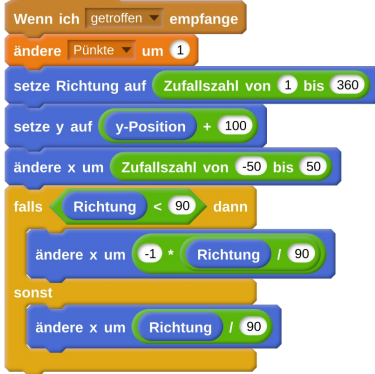 Wenn ich getroffen empfange
ändere Pünkte um 1
setze Richtung auf Zufallszahl von 1 bis 360
setze y auf y-Position + 100
ändere x um Zufallszahl von -50 bis 50
falls Richtung < 90 dann
ändere x um -1 * Richtung / 90
sonst
ändere x um Richtung / 90